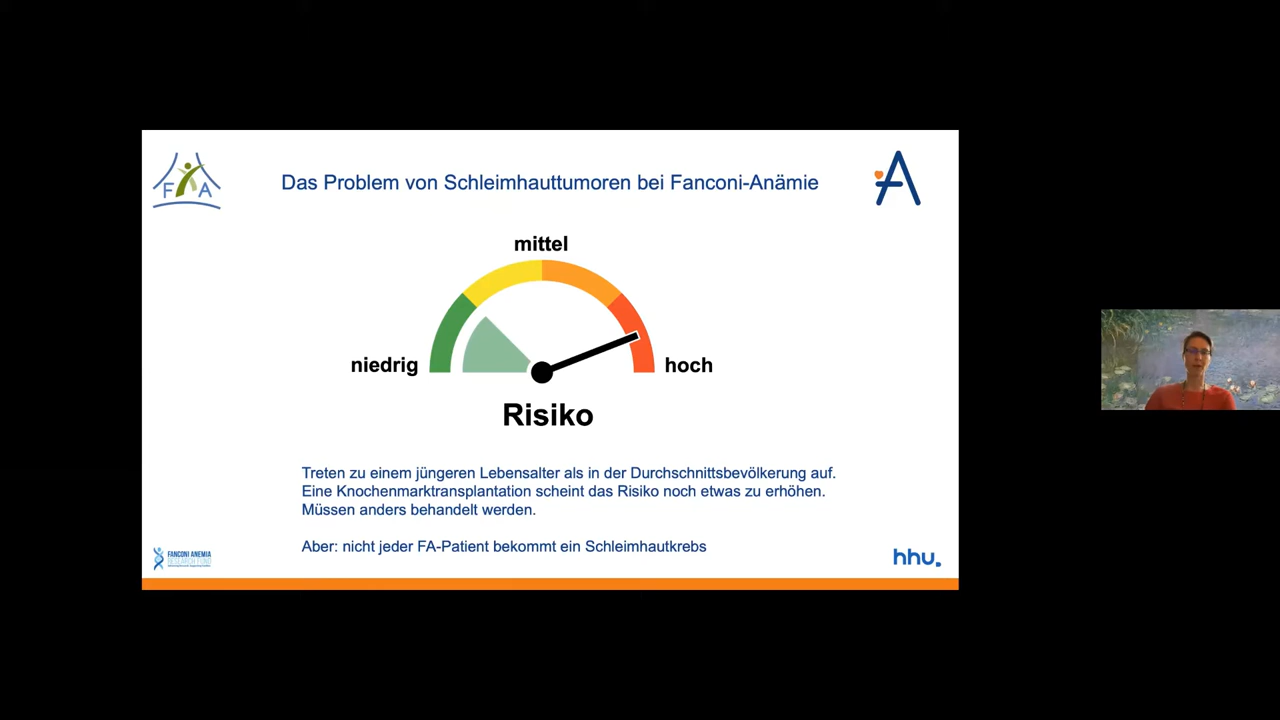 F A
Das Problem von Schleimhauttumoren bei Fanconi-Anämie
A
mittel
niedrig
hoch
Risiko
Treten zu einem jüngeren Lebensalter als in der Durchschnittsbevölkerung auf.
Eine Knochenmarktransplantation scheint das Risiko noch etwas zu erhöhen.
Müssen anders behandelt werden.
Aber: nicht jeder FA-Patient bekommt ein Schleimhautkrebs
FANCONI ANEMIA
RESEARCH FUND
hhu.